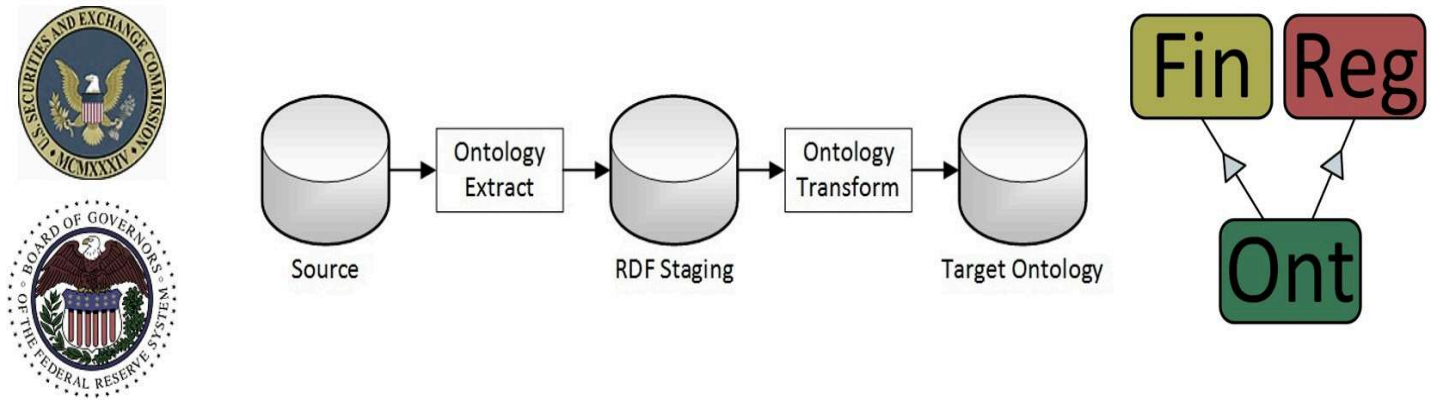 U.S. SECURITIES AND EXCHANGE COMMISSION
MCMXXXIV
BOARD OF GOVERNORS
OF THE FEDERAL RESERVE SYSTEM
Source
Ontology
Extract
RDF Staging
Ontology
Transform
Target Ontology
Fin
Reg
Ont